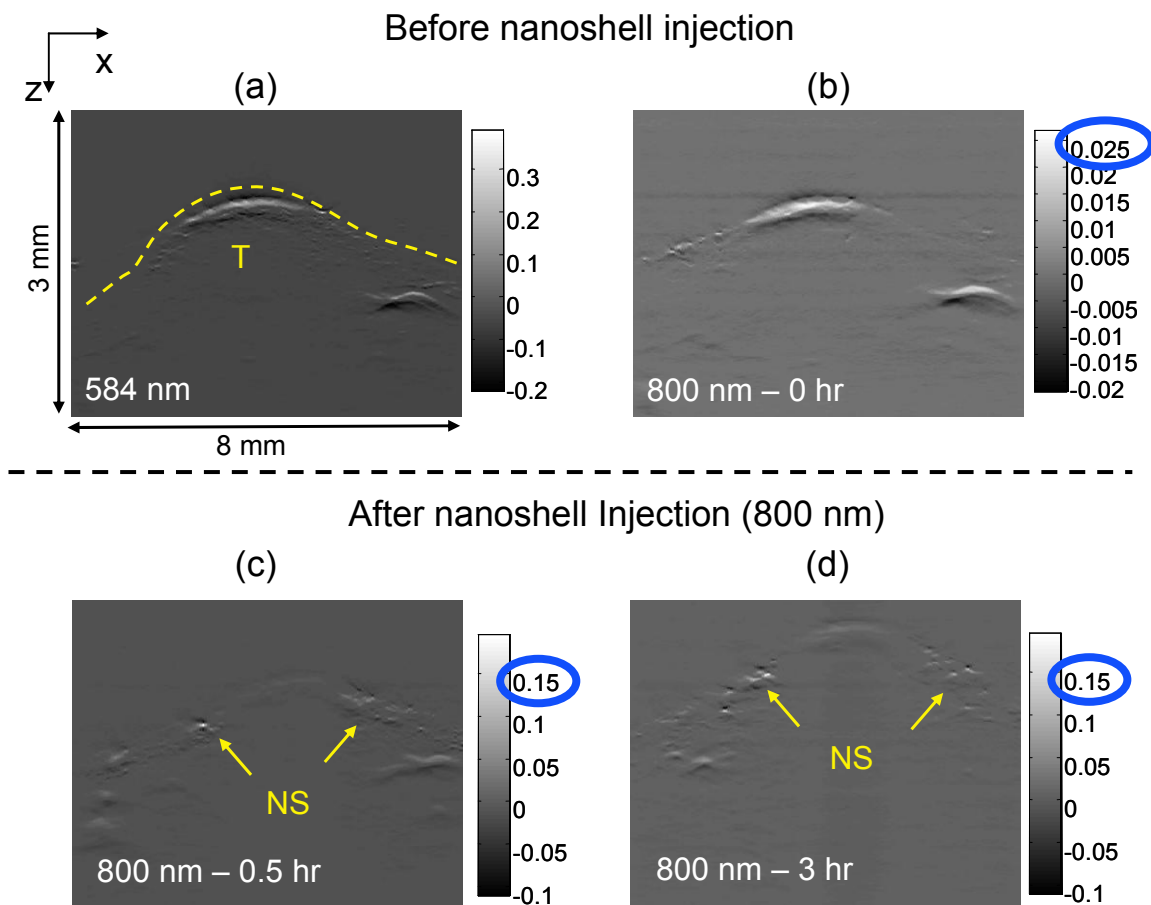 Before nanoshell injection
x
z
(a)
(b)
3 mm
T
584 nm
8 mm
0.3
0.2
0.1
0
-0.1
-0.2
800 nm – 0 hr
0.025
0.02
0.015
0.01
0.005
0
-0.005
-0.01
-0.015
-0.02
After nanoshell Injection (800 nm)
(c)
(d)
NS
800 nm – 0.5 hr
0.15
0.1
0.05
0
-0.05
-0.1
NS
800 nm – 3 hr
0.15
0.1
0.05
0
-0.05
-0.1